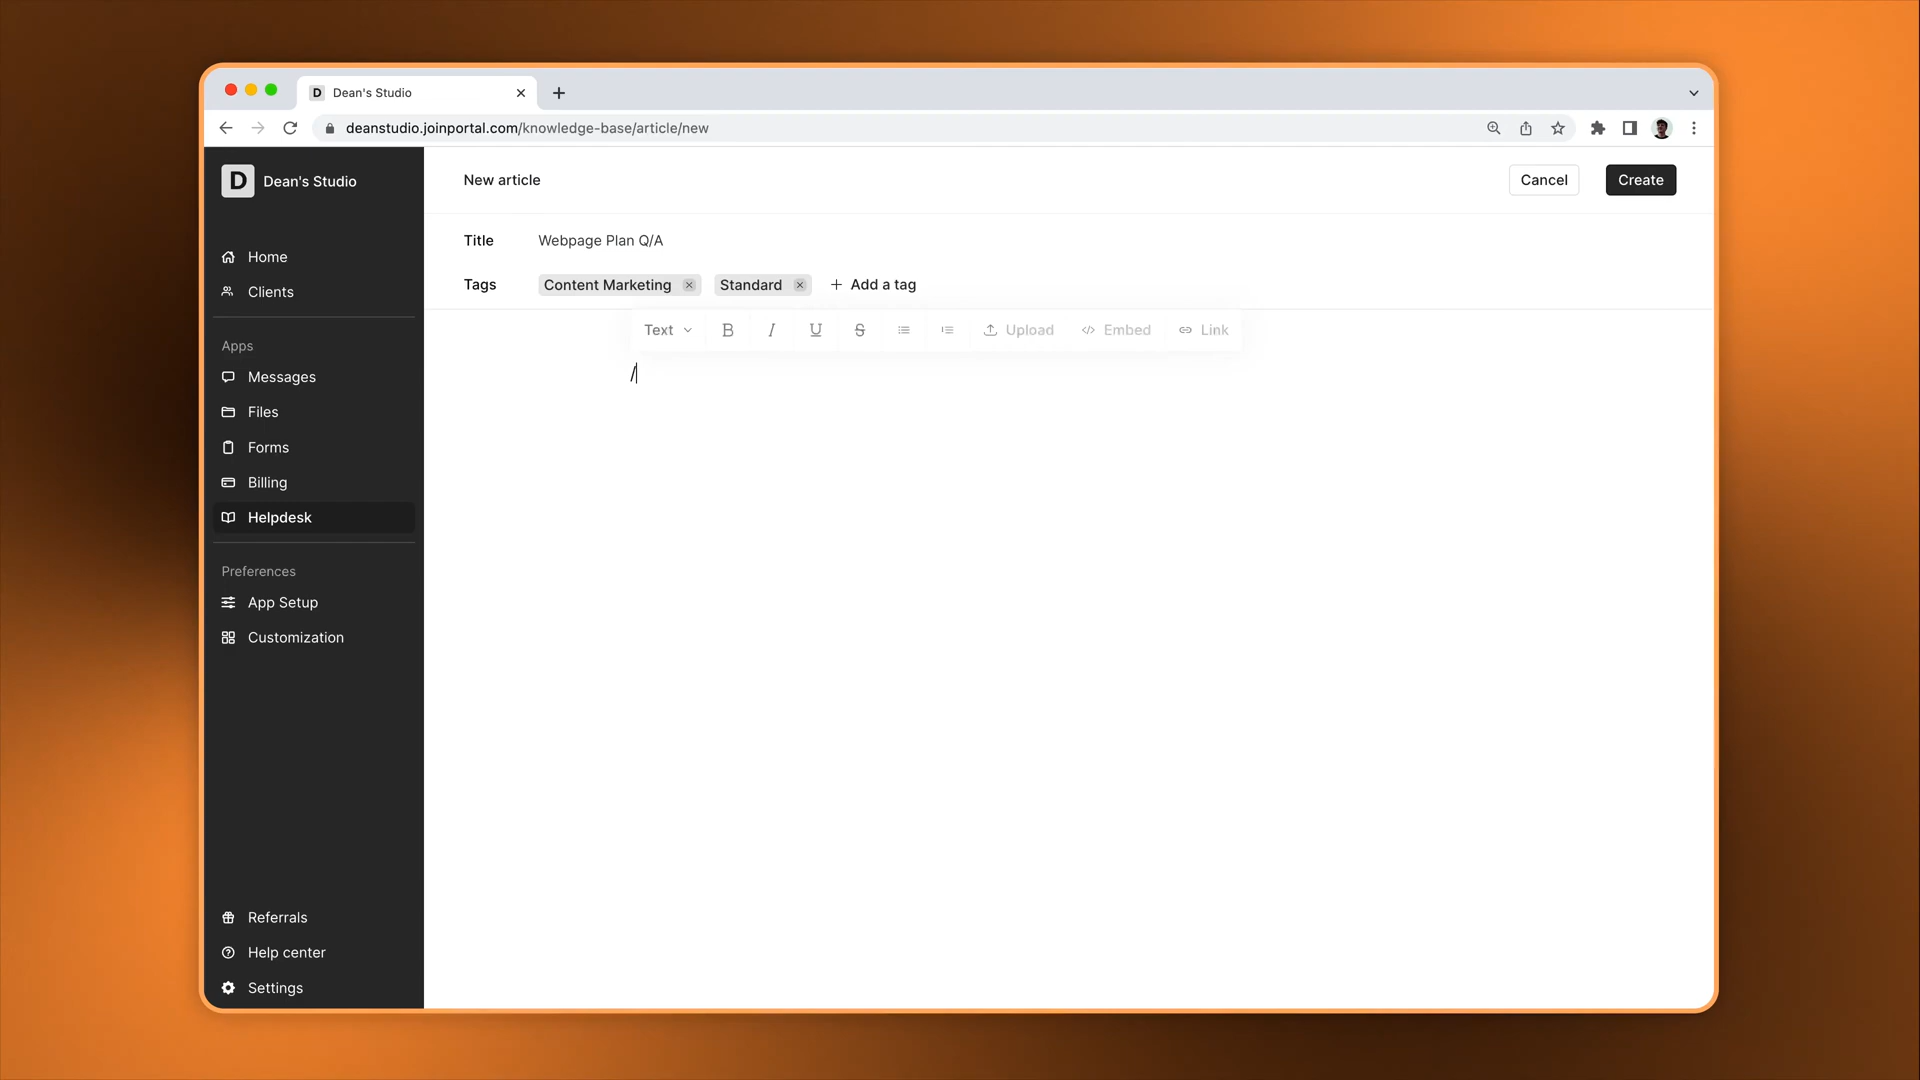 D Dean's Studio
deanstudio.joinportal.com/knowledge-base/article/new
D Dean's Studio
New article
Cancel
Create
Home
Title
Webpage Plan Q/A
Clients
Tags
Content Marketing
Standard
+ Add a tag
Apps
Text
B
I
U
S
Upload
</> Embed
Link
Messages
/
Files
Forms
Billing
Helpdesk
Preferences
App Setup
Customization
Referrals
Help center
Settings